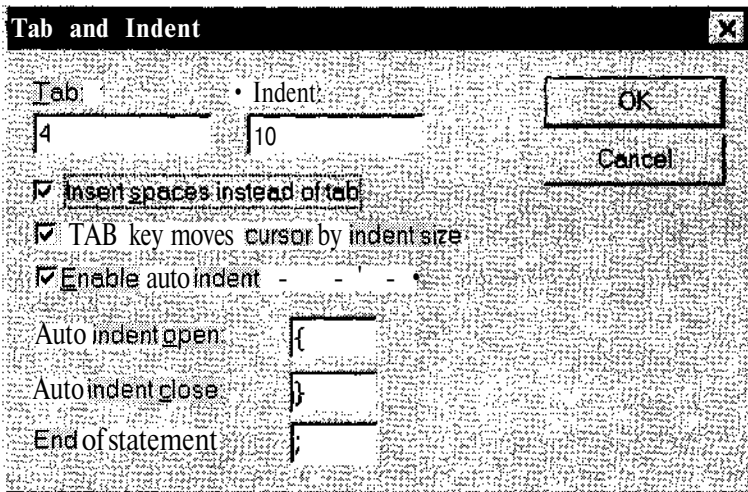 Tab and Indent
Tab: • Indent:
OK
4 10
Cancel
Insert spaces instead of tab
TAB key moves cursor by indent size
Enable auto indent - - ' - •
Auto indent open: {
Auto indent close }
End of statement ;